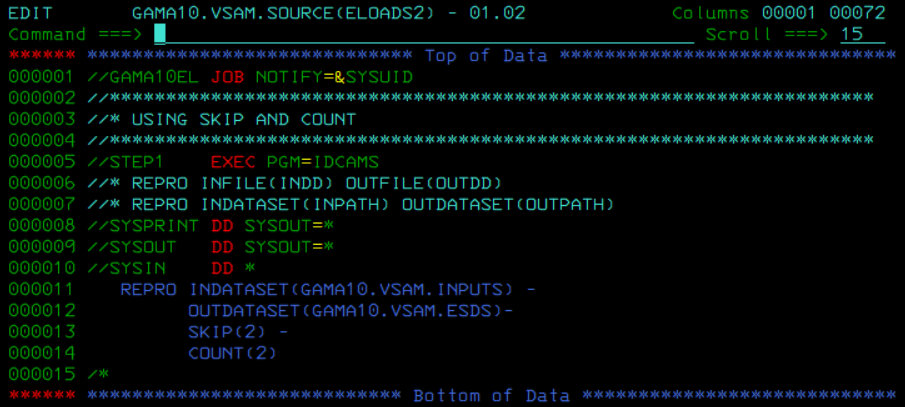 EDIT       GAMA10.VSAM.SOURCE(ELOADS2) - 01.02                Columns 00001 00072
Command ===>                                                     Scroll ===> 15
****** **************************** Top of Data ******************************
000001 //GAMA10EL JOB NOTIFY=&SYSUID
000002 //********************************************************************
000003 //* USING SKIP AND COUNT
000004 //********************************************************************
000005 //STEP1    EXEC PGM=IDCAMS
000006 //* REPRO INFILE(INDD) OUTFILE(OUTDD)
000007 //* REPRO INDATASET(INPATH) OUTDATASET(OUTPATH)
000008 //SYSPRINT DD SYSOUT=*
000009 //SYSOUT   DD SYSOUT=*
000010 //SYSIN    DD *
000011    REPRO INDATASET(GAMA10.VSAM.INPUTS) -
000012          OUTDATASET(GAMA10.VSAM.ESDS)-
000013          SKIP(2) -
000014          COUNT(2)
000015 /*
****** *************************** Bottom of Data ****************************